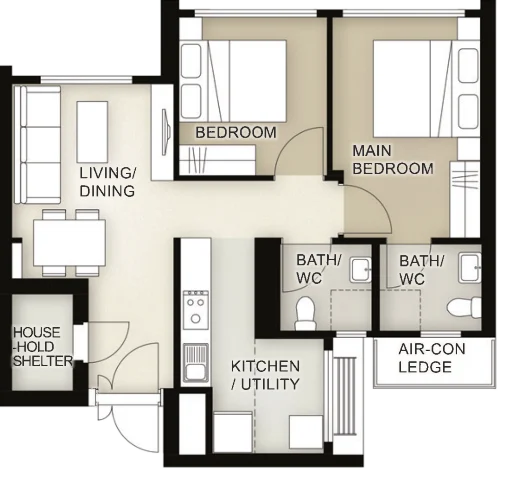 BEDROOM
MAIN
BEDROOM
LIVING/
DINING
BATH/
WC
BATH/
WC
HOUSE
-HOLD
SHELTER
KITCHEN
/ UTILITY
AIR-CON
LEDGE